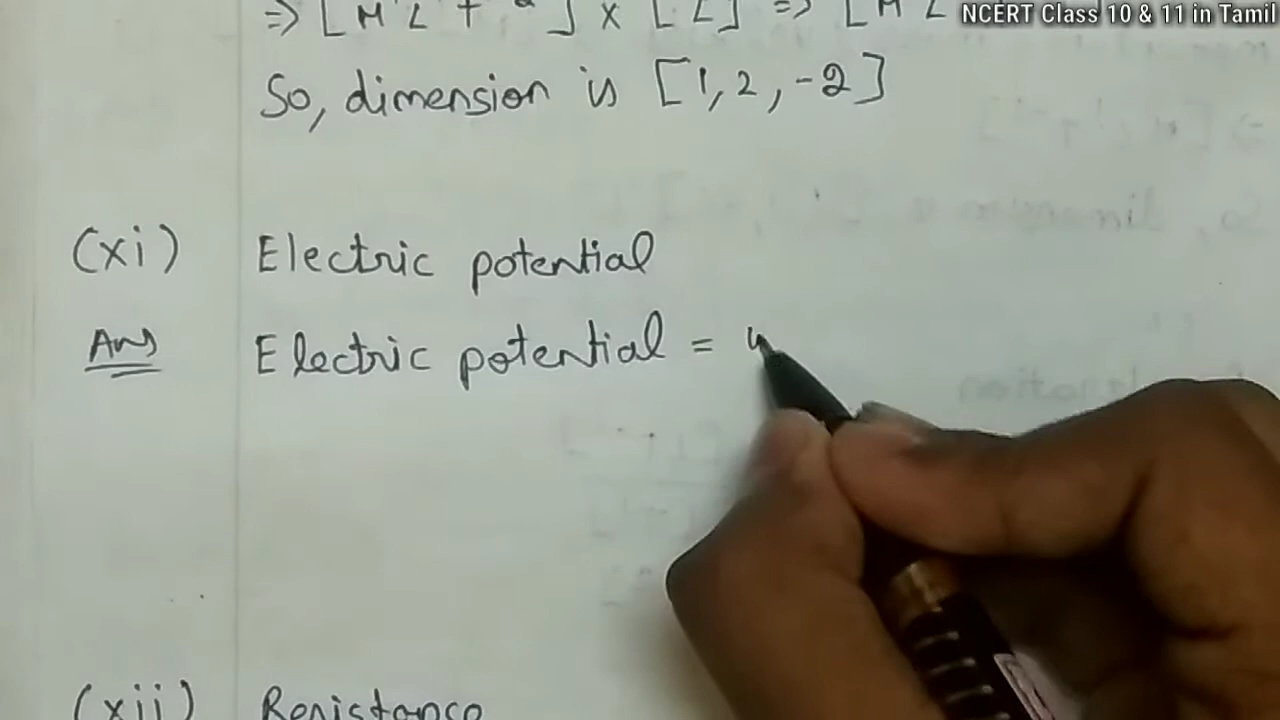 ⇒ [M L T ] × [L] ⇒ [M L
NCERT Class 10 & 11 in Tamil
So, dimension is [1, 2, -2]
(xi) Electric potential
Ans Electric potential =
(xii) Resistance